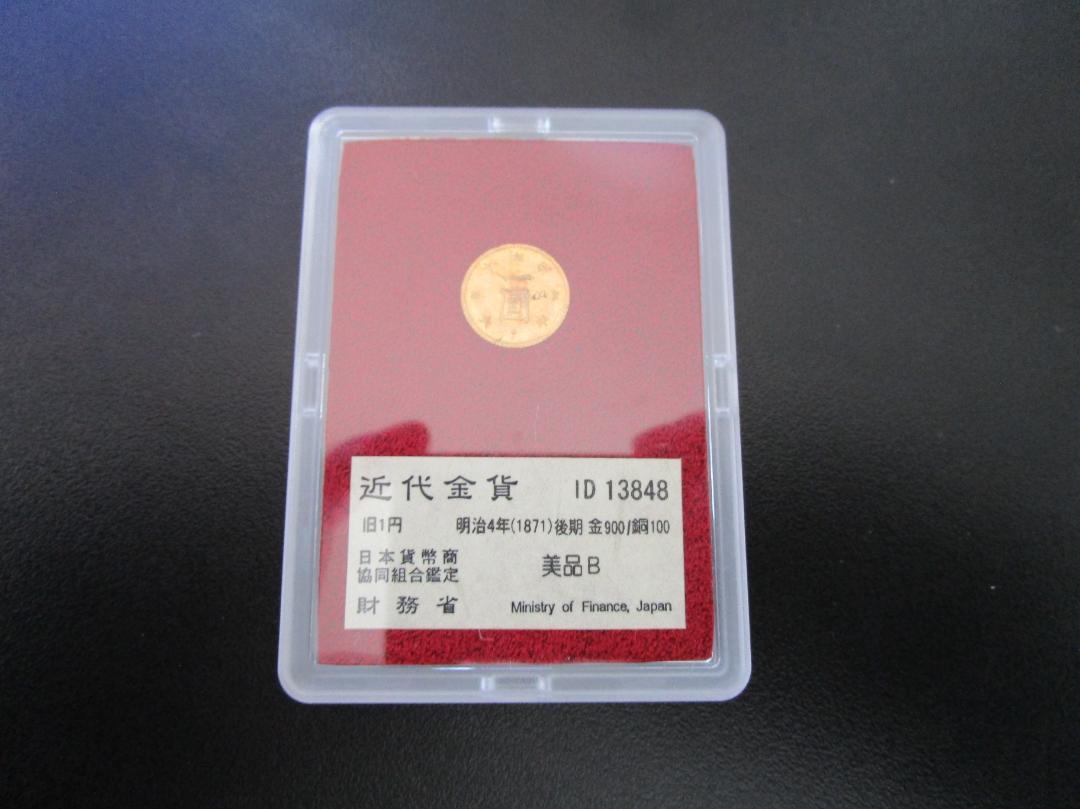 一
圓
近代金貨 ID 13848
旧1円 明治4年(1871)後期 金900/銅100
日本貨幣商
協同組合鑑定
美品B
財務省 Ministry of Finance, Japan